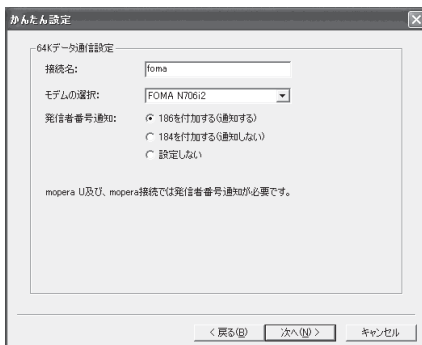 かんたん設定
64Kデータ通信設定
接続名: foma
モデムの選択: FOMA N706i2
発信者番号通知: 186を付加する(通知する)
184を付加する(通知しない)
設定しない
mopera U及び、mopera接続では発信者番号通知が必要です。
< 戻る(B) 次へ(N) > キャンセル